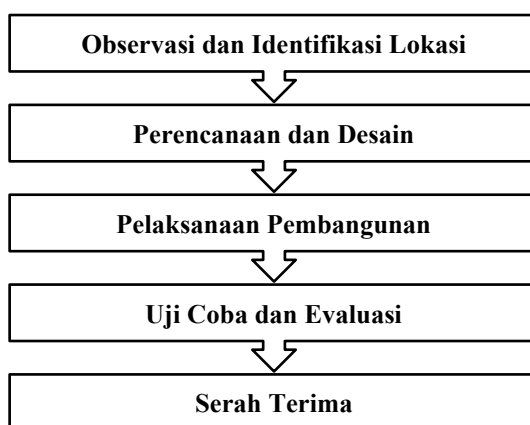 Observasi dan Identifikasi Lokasi
Perencanaan dan Desain
Pelaksanaan Pembangunan
Uji Coba dan Evaluasi
Serah Terima